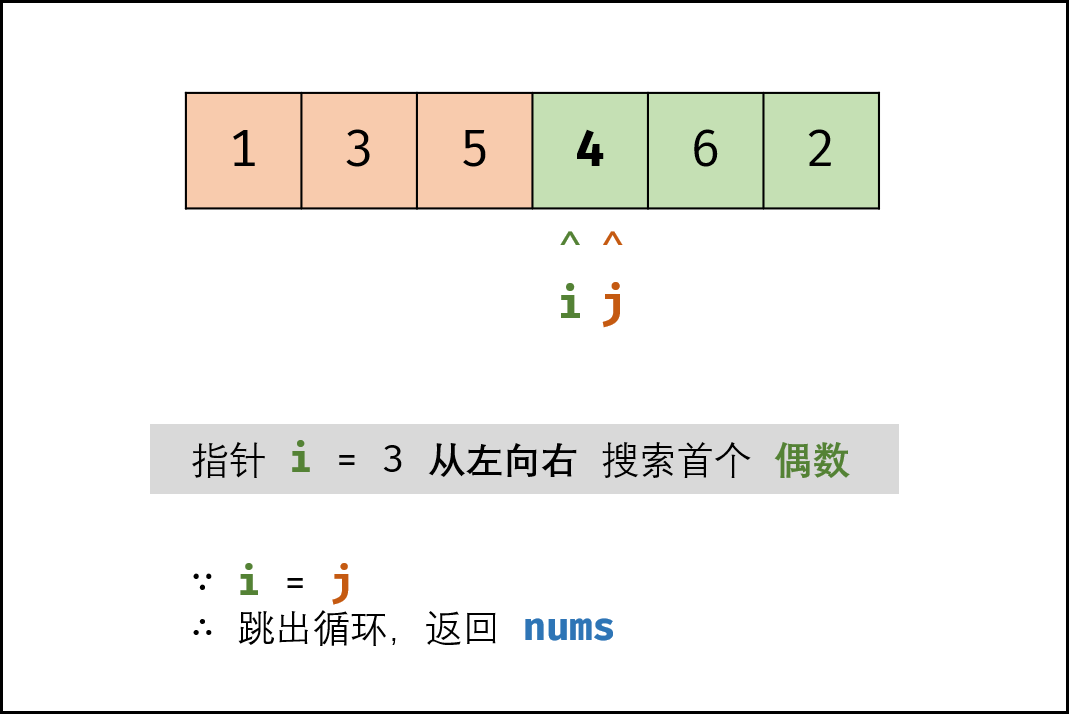 1 3 5 4 6 2
^ ^
i j
指针 i = 3 从左向右 搜索首个 偶数
∵ i = j
∴ 跳出循环，返回 nums